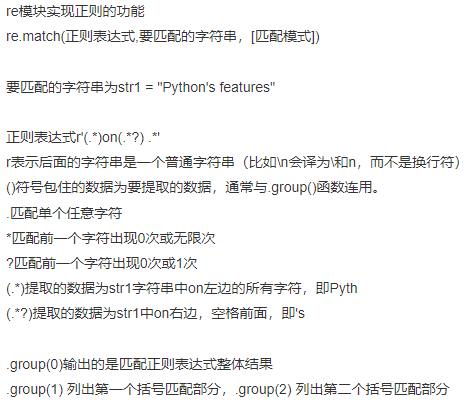 re模块实现正则的功能
re.match(正则表达式,要匹配的字符串，[匹配模式])
要匹配的字符串为str1 = "Python's features"
正则表达式r'(.*)on(.*?) .*'
r表示后面的字符串是一个普通字符串（比如\n会译为\和n，而不是换行符）
()符号包住的数据为要提取的数据，通常与.group()函数连用。
.匹配单个任意字符
*匹配前一个字符出现0次或无限次
?匹配前一个字符出现0次或1次
(.*)提取的数据为str1字符串中on左边的所有字符，即Pyth
(.*?)提取的数据为str1中on右边，空格前面，即's
.group(0)输出的是匹配正则表达式整体结果
.group(1) 列出第一个括号匹配部分，.group(2) 列出第二个括号匹配部分